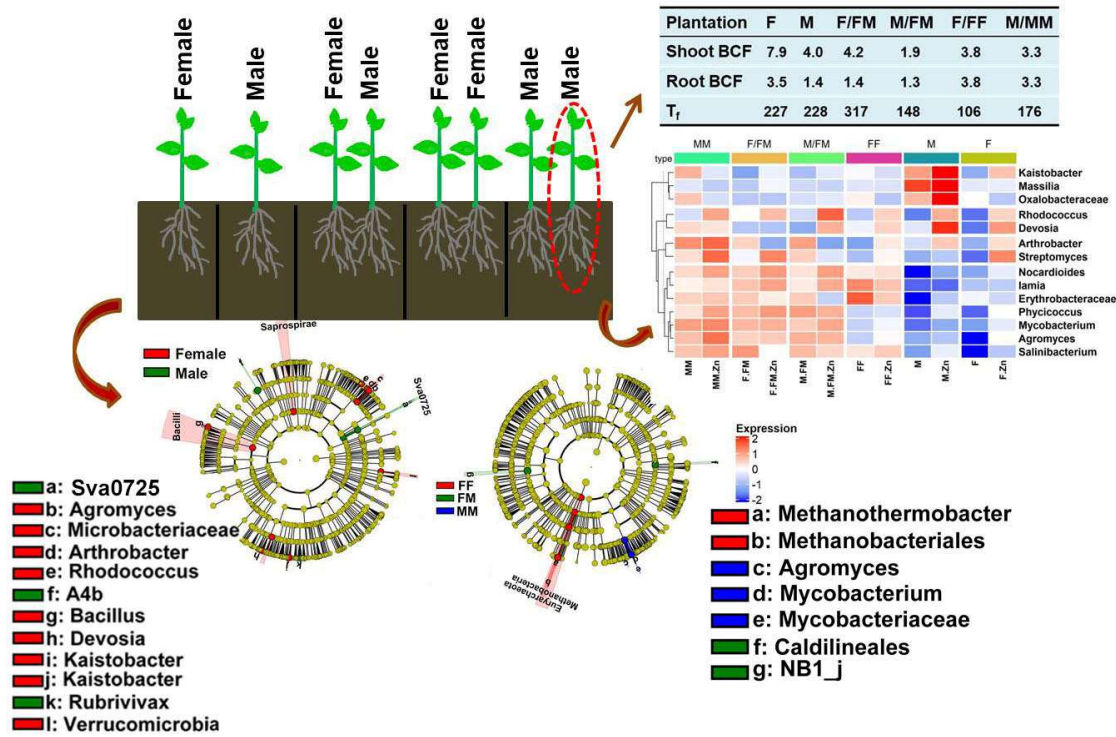 Female
Male
Female
Male
Female
Female
Male
Male
Plantation F M F/FM M/FM F/FF M/MM
Shoot BCF 7.9 4.0 4.2 1.9 3.8 3.3
Root BCF 3.5 1.4 1.4 1.3 3.8 3.3
Tf 227 228 317 148 106 176
MM F/FM M/FM FF M F
type
Kaistobacter
Massilia
Oxalobacteraceae
Rhodococcus
Devosia
Arthrobacter
Streptomyces
Nocardioides
Iamia
Erythrobacteraceae
Phycicoccus
Mycobacterium
Agromyces
Salinibacterium
MM MM.Zn F.FM F.FM.Zn M.FM M.FM.Zn FF FF.Zn M M.Zn F F.Zn
Expression
2
1
0
-1
-2
Female
Male
Saprospirae
Sva0725
Bacilli
a: Sva0725
b: Agromyces
c: Microbacteriaceae
d: Arthrobacter
e: Rhodococcus
f: A4b
g: Bacillus
h: Devosia
i: Kaistobacter
j: Kaistobacter
k: Rubrivivax
l: Verrucomicrobia
FF
FM
MM
Euryarchaeota
Methanobacteria
a: Methanothermobacter
b: Methanobacteriales
c: Agromyces
d: Mycobacterium
e: Mycobacteriaceae
f: Caldilineales
g: NB1_j